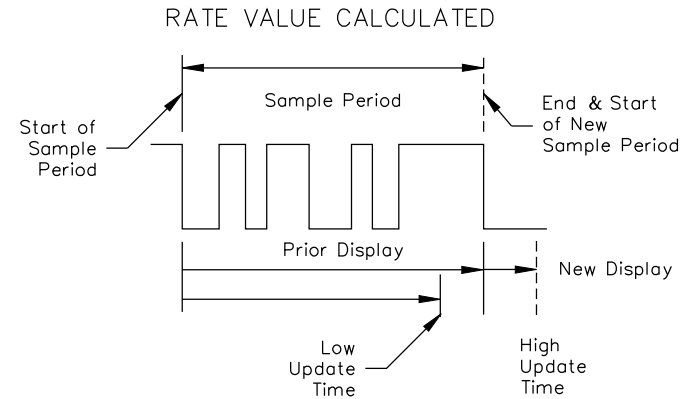 RATE VALUE CALCULATED
Sample Period
Start of
Sample
Period
End & Start
of New
Sample Period
Prior Display
New Display
Low
Update
Time
High
Update
Time